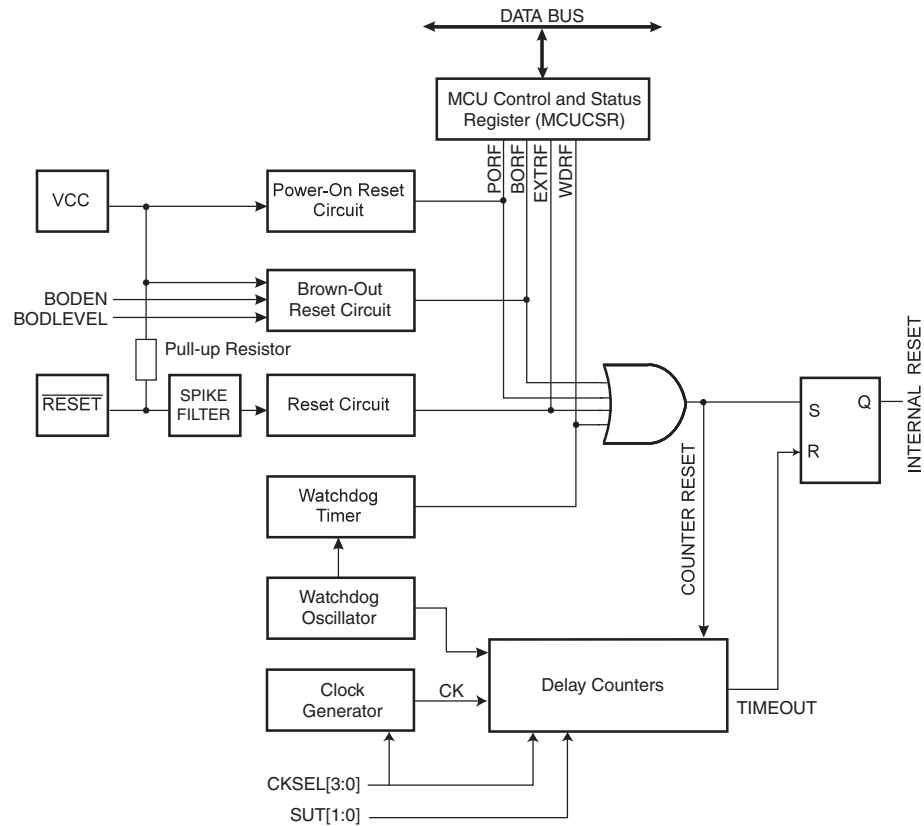 DATA BUS
MCU Control and Status
Register (MCUCSR)
PORF
BORF
EXTRF
WDRF
VCC
Power-On Reset
Circuit
BODEN
BODLEVEL
Brown-Out
Reset Circuit
Pull-up Resistor
RESET
SPIKE
FILTER
Reset Circuit
S
Q
R
INTERNAL RESET
Watchdog
Timer
COUNTER RESET
Watchdog
Oscillator
Clock
Generator
CK
Delay Counters
TIMEOUT
CKSEL[3:0]
SUT[1:0]